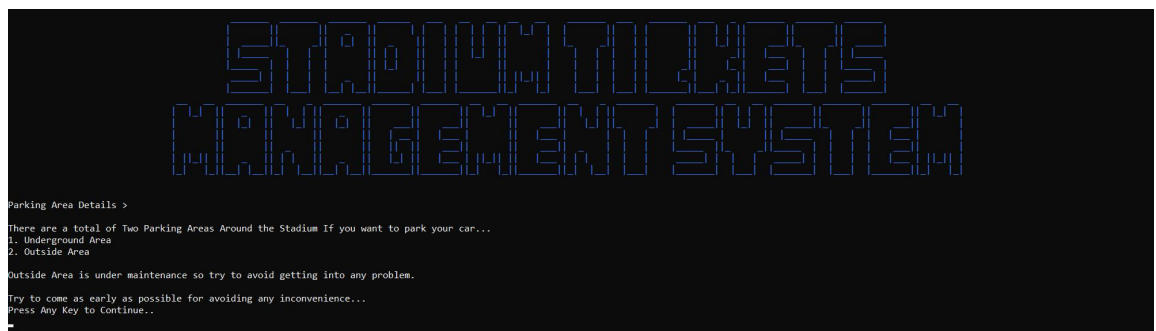 STADIUM TICKETS
MANAGEMENT SYSTEM
Parking Area Details >
There are a total of Two Parking Areas Around the Stadium If you want to park your car...
1. Underground Area
2. Outside Area
Outside Area is under maintenance so try to avoid getting into any problem.
Try to come as early as possible for avoiding any inconvenience...
Press Any Key to Continue..